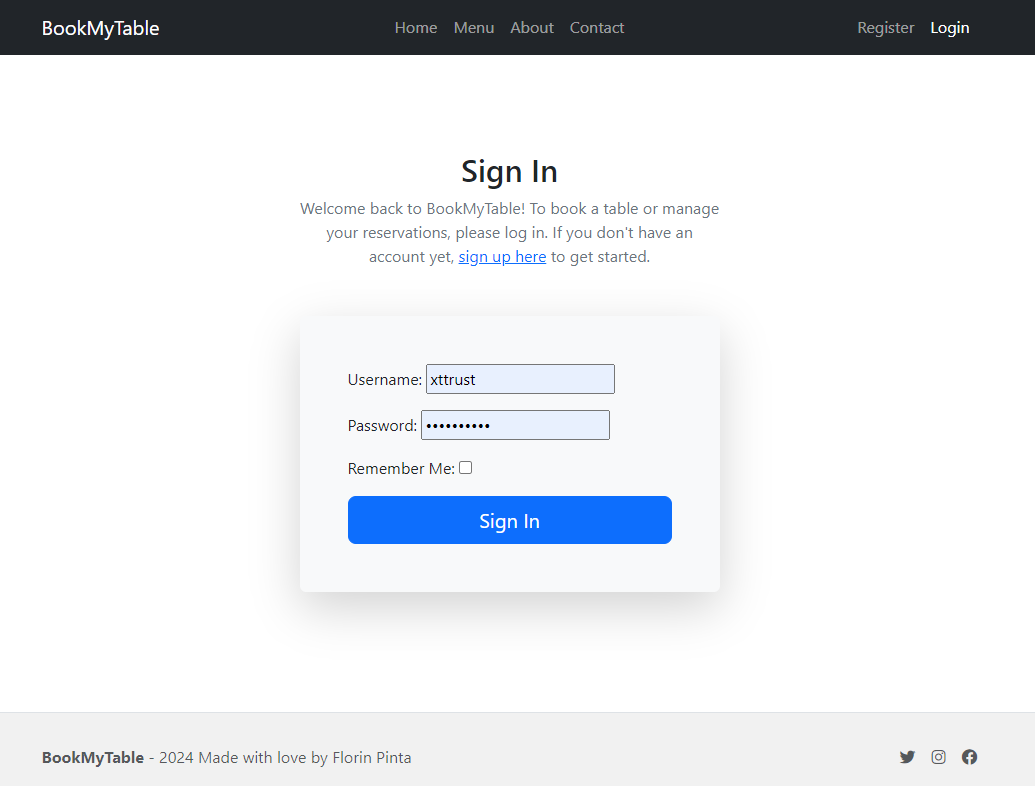 BookMyTable Home Menu About Contact Register Login
Sign In
Welcome back to BookMyTable! To book a table or manage
your reservations, please log in. If you don't have an
account yet, sign up here to get started.
Username: xttrust
Password: ••••••••••
Remember Me:
Sign In
BookMyTable - 2024 Made with love by Florin Pinta